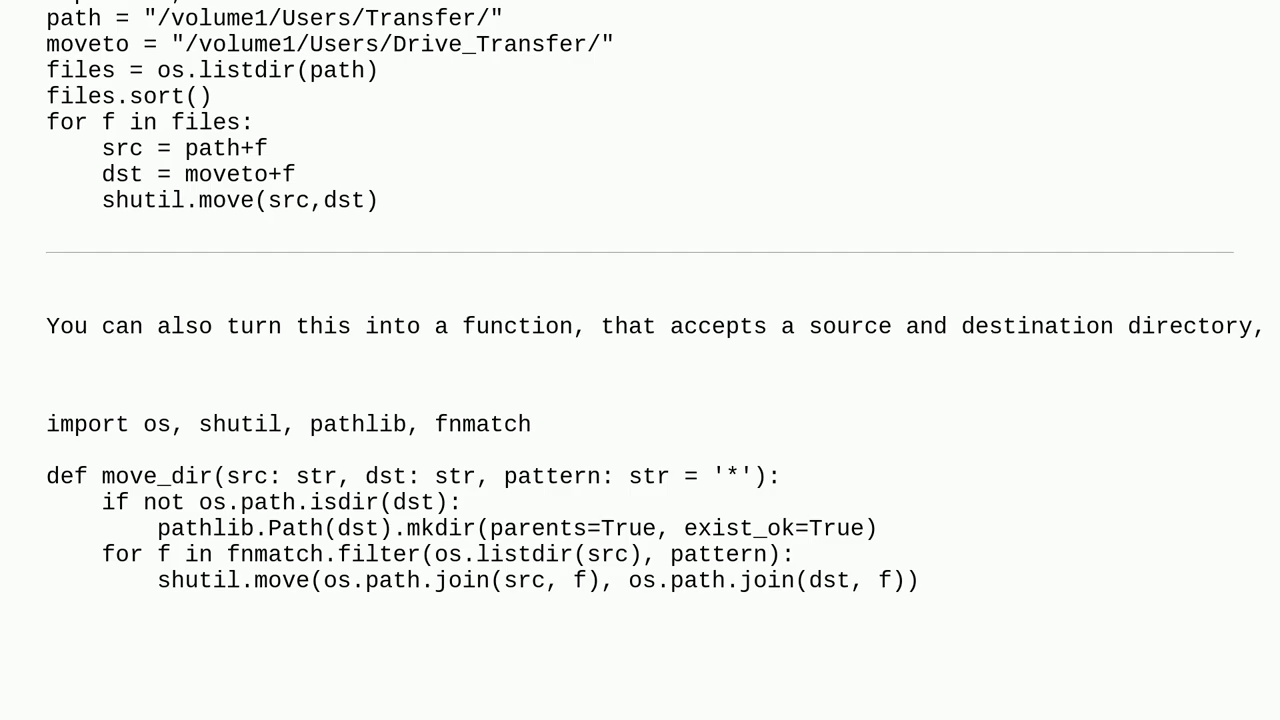 path = "/volume1/Users/Transfer/"
moveto = "/volume1/Users/Drive_Transfer/"
files = os.listdir(path)
files.sort()
for f in files:
    src = path+f
    dst = moveto+f
    shutil.move(src,dst)
You can also turn this into a function, that accepts a source and destination directory,
import os, shutil, pathlib, fnmatch
def move_dir(src: str, dst: str, pattern: str = '*'):
    if not os.path.isdir(dst):
        pathlib.Path(dst).mkdir(parents=True, exist_ok=True)
    for f in fnmatch.filter(os.listdir(src), pattern):
        shutil.move(os.path.join(src, f), os.path.join(dst, f))